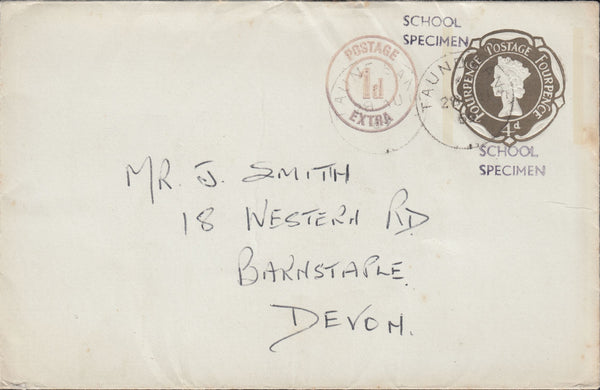 SCHOOL
SPECIMEN
POSTAGE
1d
EXTRA
FOURPENCE POSTAGE FOURPENCE
4d
SCHOOL
SPECIMEN
MR. J. SMITH
18 WESTERN RD
BARNSTAPLE.
DEVON.